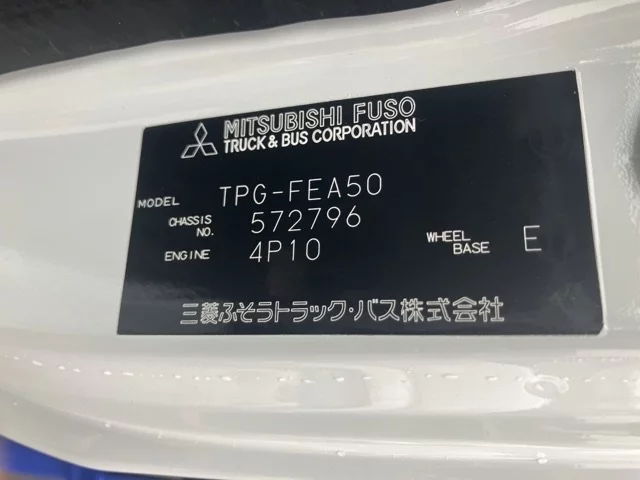 MITSUBISHI FUSO
TRUCK & BUS CORPORATION
MODEL TPG-FEA50
CHASSIS NO. 572796
ENGINE 4P10
WHEEL BASE E
三菱ふそうトラック・バス株式会社